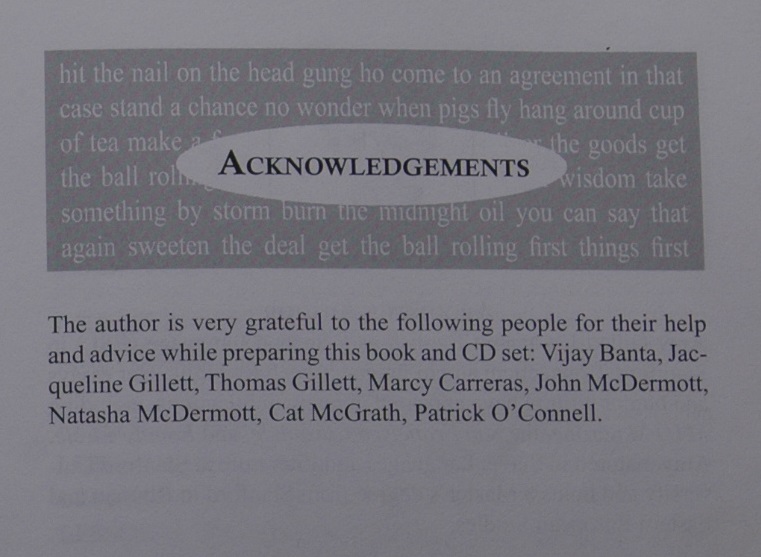 hit the nail on the head gung ho come to an agreement in that
case stand a chance no wonder when pigs fly hang around cup
of tea make a the goods get
the ball wisdom take
ACKNOWLEDGEMENTS
something by storm burn the midnight oil you can say that
again sweeten the deal get the ball rolling first things first
The author is very grateful to the following people for their help
and advice while preparing this book and CD set: Vijay Banta, Jac-
queline Gillett, Thomas Gillett, Marcy Carreras, John McDermott,
Natasha McDermott, Cat McGrath, Patrick O'Connell.